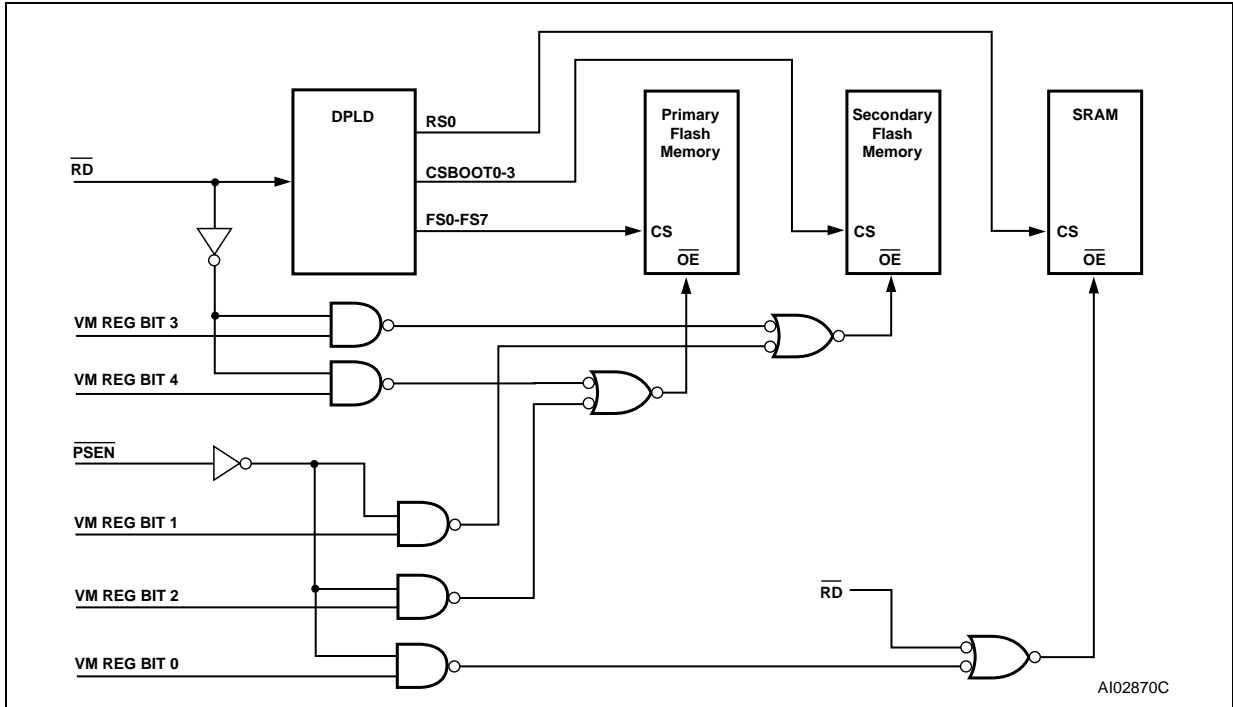 DPLD
RS0
CSBOOT0-3
FS0-FS7
Primary
Flash
Memory
CS
OE
Secondary
Flash
Memory
CS
OE
SRAM
CS
OE
RD
VM REG BIT 3
VM REG BIT 4
PSEN
VM REG BIT 1
VM REG BIT 2
VM REG BIT 0
RD
AI02870C